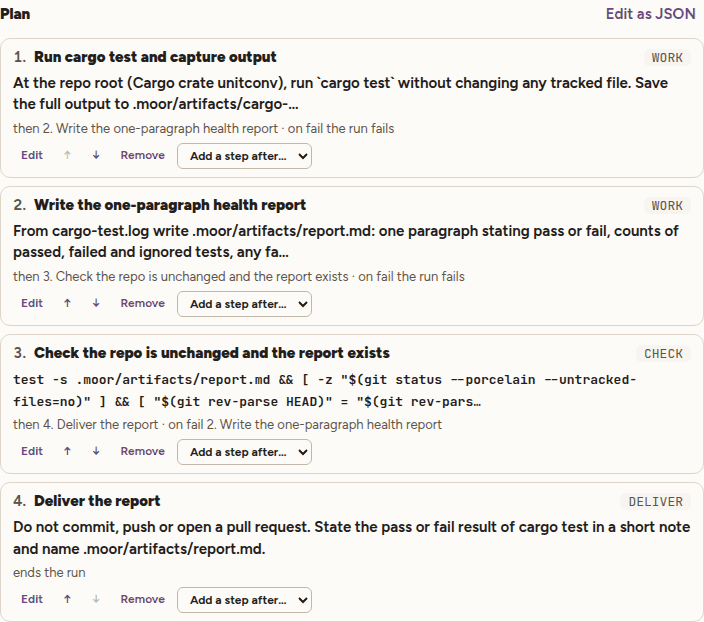 Plan
Edit as JSON
1. Run cargo test and capture output
WORK
At the repo root (Cargo crate unitconv), run `cargo test` without changing any tracked file. Save
the full output to .moor/artifacts/cargo-...
then 2. Write the one-paragraph health report · on fail the run fails
Edit ↑ ↓ Remove Add a step after...
2. Write the one-paragraph health report
WORK
From cargo-test.log write .moor/artifacts/report.md: one paragraph stating pass or fail, counts of
passed, failed and ignored tests, any fa...
then 3. Check the repo is unchanged and the report exists · on fail the run fails
Edit ↑ ↓ Remove Add a step after...
3. Check the repo is unchanged and the report exists
CHECK
test -s .moor/artifacts/report.md && [ -z "$(git status --porcelain --untracked-
files=no)" ] && [ "$(git rev-parse HEAD)" = "$(git rev-pars…
then 4. Deliver the report · on fail 2. Write the one-paragraph health report
Edit ↑ ↓ Remove Add a step after...
4. Deliver the report
DELIVER
Do not commit, push or open a pull request. State the pass or fail result of cargo test in a short note
and name .moor/artifacts/report.md.
ends the run
Edit ↑ ↓ Remove Add a step after...